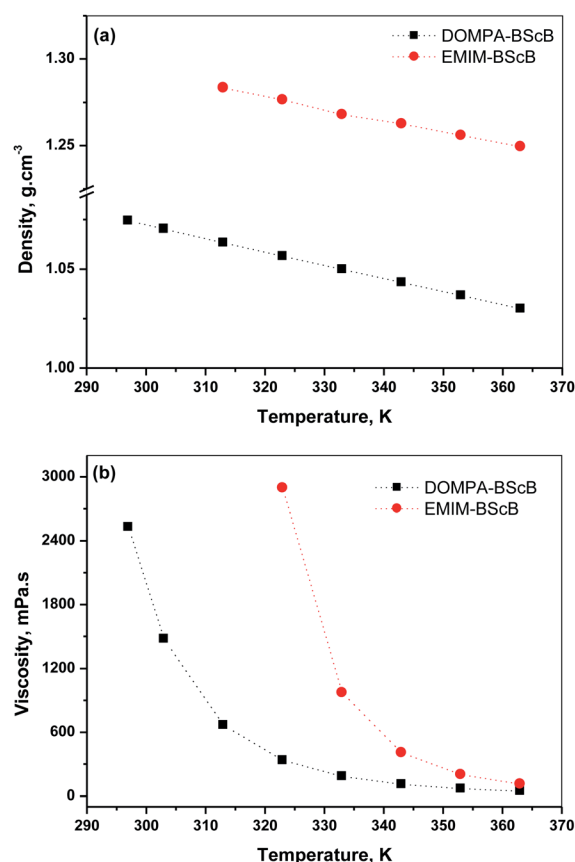 (a)
DOMPA-BScB
EMIM-BScB
1.30
1.25
1.05
1.00
Density, g.cm-3
290 300 310 320 330 340 350 360 370
Temperature, K
(b)
DOMPA-BScB
EMIM-BScB
3000
2400
1800
1200
600
0
Viscosity, mPa.s
290 300 310 320 330 340 350 360 370
Temperature, K